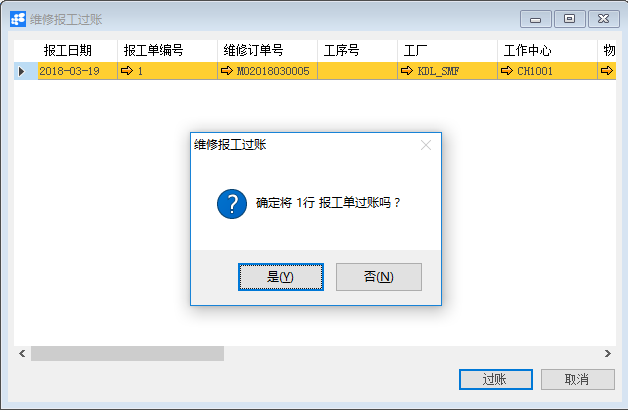 维修报工过账
报工日期 报工单编号 维修订单号 工序号 工厂 工作中心 物
2018-03-19 1 MO2018030005 KDL_SMF CH1001
维修报工过账
确定将 1行 报工单过账吗？
是(Y) 否(N)
过账 取消